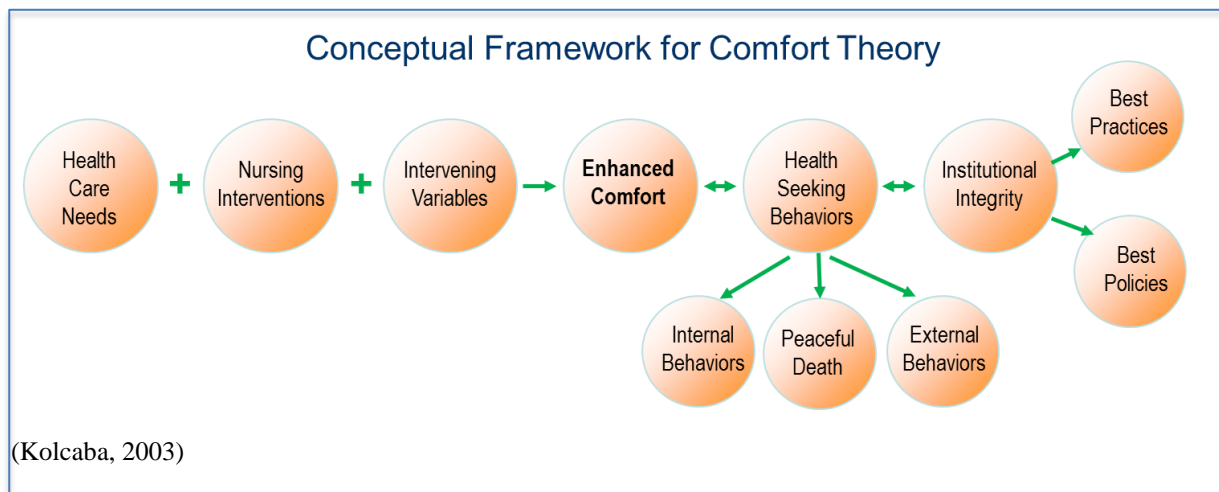 Conceptual Framework for Comfort Theory
Health
Care
Needs
+
Nursing
Interventions
+
Intervening
Variables
Enhanced
Comfort
Health
Seeking
Behaviors
Institutional
Integrity
Best
Practices
Best
Policies
Internal
Behaviors
Peaceful
Death
External
Behaviors
(Kolcaba, 2003)